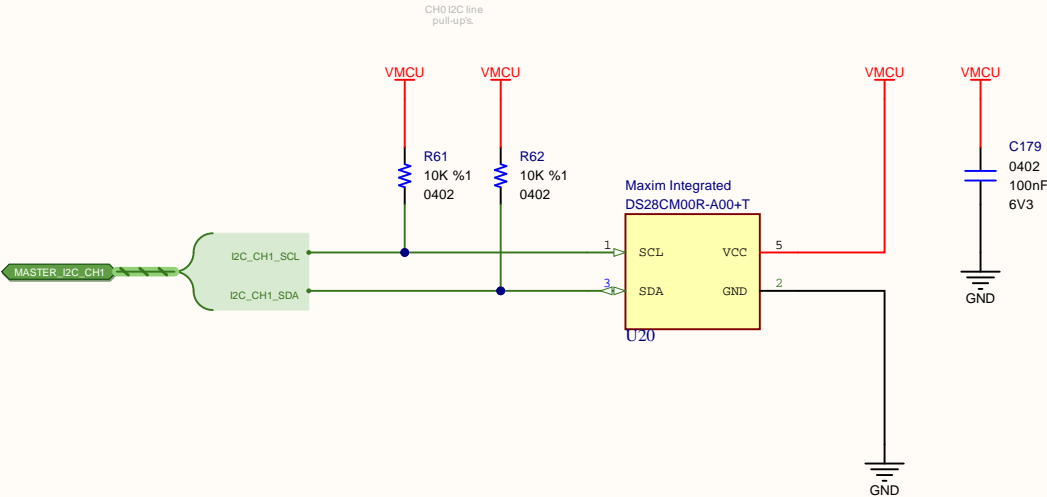 CH0 I2C line
pull-up's.
VMCU
VMCU
VMCU
VMCU
R61
10K %1
0402
R62
10K %1
0402
C179
0402
100nF
6V3
Maxim Integrated
DS28CM00R-A00+T
MASTER_I2C_CH1
I2C_CH1_SCL
I2C_CH1_SDA
1
SCL
VCC
5
3
SDA
GND
2
U20
GND
GND